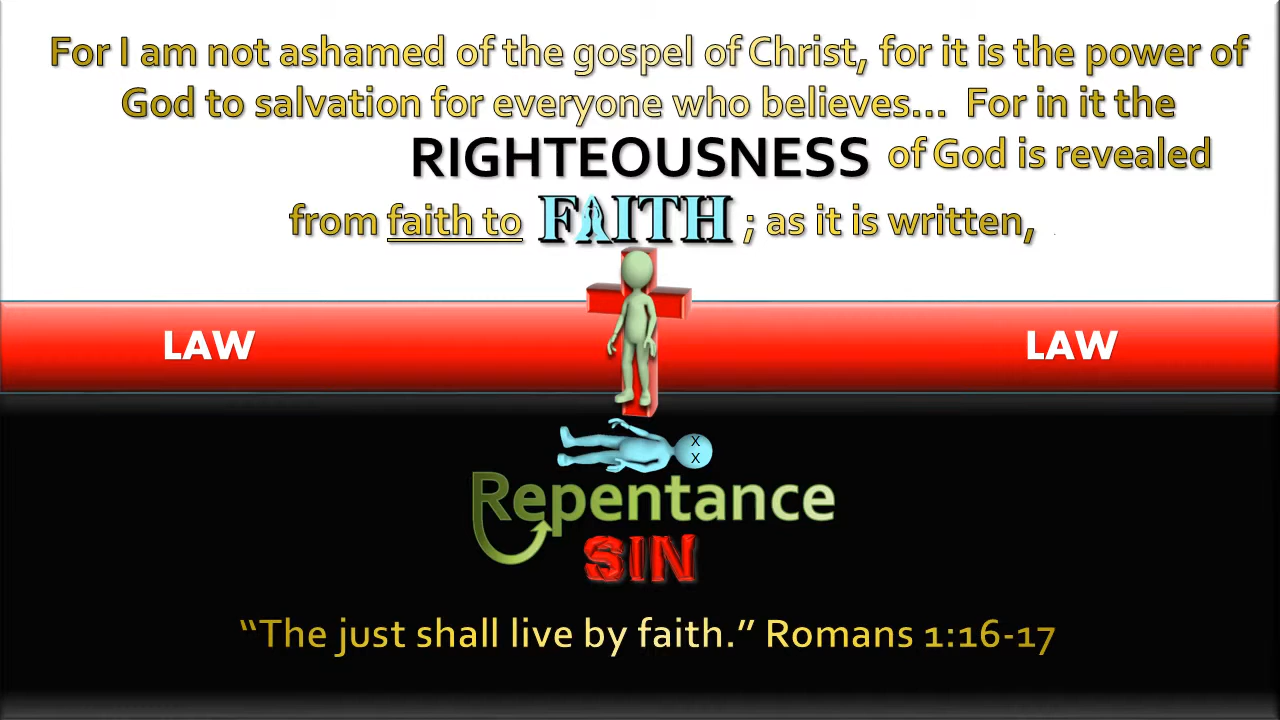 For I am not ashamed of the gospel of Christ, for it is the power of
God to salvation for everyone who believes... For in it the
RIGHTEOUSNESS of God is revealed
from faith to FAITH ; as it is written,
LAW LAW
x
x
Repentance
SIN
“The just shall live by faith.” Romans 1:16-17